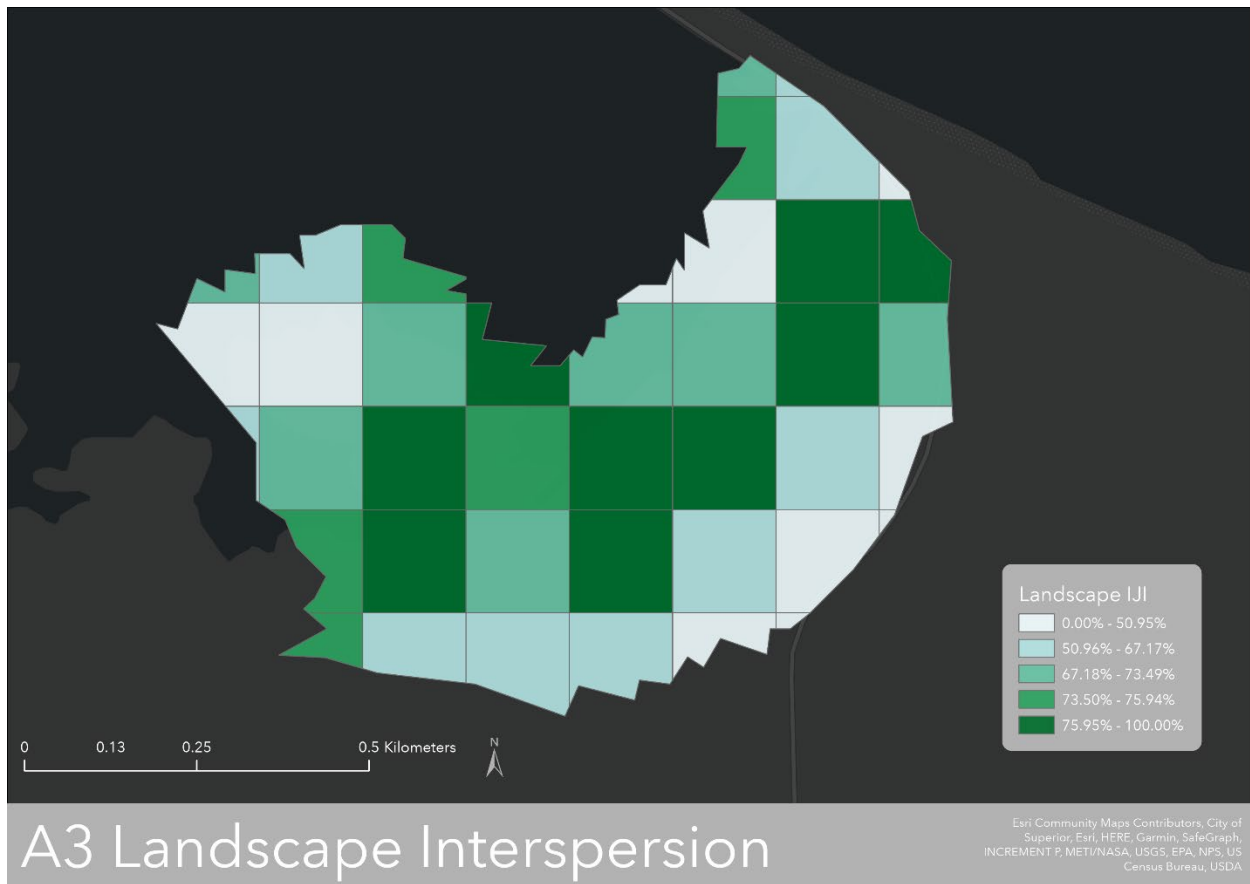 Landscape IJI
0.00% - 50.95%
50.96% - 67.17%
67.18% - 73.49%
73.50% - 75.94%
75.95% - 100.00%
0 0.13 0.25 0.5 Kilometers
N
A3 Landscape Interspersion
Esri Community Maps Contributors, City of
Superior, Esri, HERE, Garmin, SafeGraph,
INCREMENT P, METI/NASA, USGS, EPA, NPS, US
Census Bureau, USDA